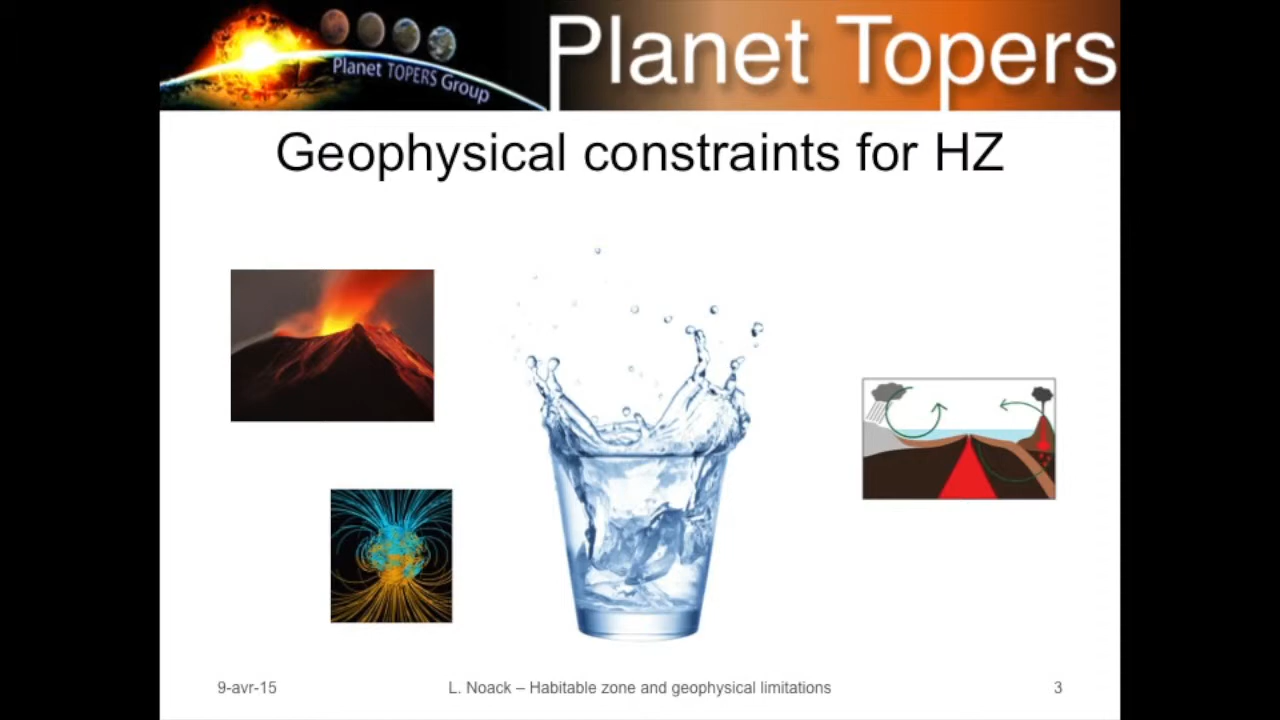 Planet TOPERS Group
Planet Topers
Geophysical constraints for HZ
9-avr-15
L. Noack – Habitable zone and geophysical limitations
3